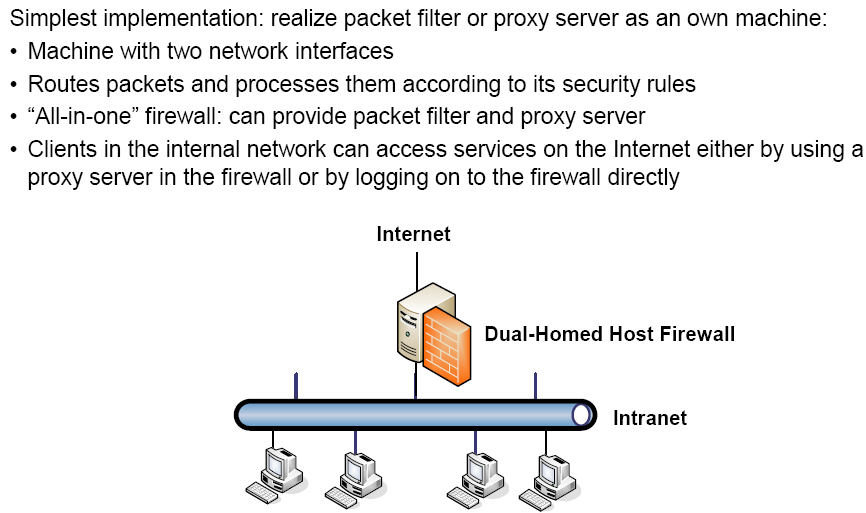 Simplest implementation: realize packet filter or proxy server as an own machine:
• Machine with two network interfaces
• Routes packets and processes them according to its security rules
• “All-in-one” firewall: can provide packet filter and proxy server
• Clients in the internal network can access services on the Internet either by using a
proxy server in the firewall or by logging on to the firewall directly
Internet
Dual-Homed Host Firewall
Intranet